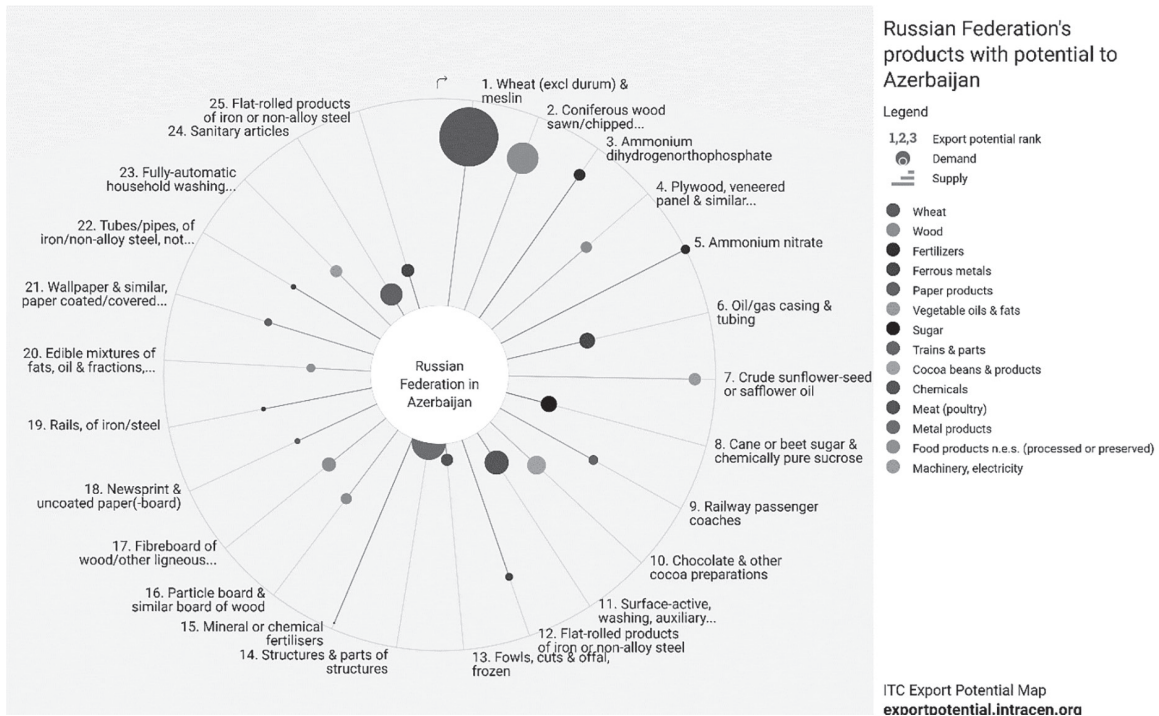 Russian Federation's
products with potential to
Azerbaijan
Legend
1,2,3 Export potential rank
Demand
Supply
Wheat
Wood
Fertilizers
Ferrous metals
Paper products
Vegetable oils & fats
Sugar
Trains & parts
Cocoa beans & products
Chemicals
Meat (poultry)
Metal products
Food products n.e.s. (processed or preserved)
Machinery, electricity
ITC Export Potential Map
exportpotential.intracen.org
Russian
Federation in
Azerbaijan
1. Wheat (excl durum) &
meslin
2. Coniferous wood
sawn/chipped...
3. Ammonium
dihydrogenorthophosphate
4. Plywood, veneered
panel & similar...
5. Ammonium nitrate
6. Oil/gas casing &
tubing
7. Crude sunflower-seed
or safflower oil
8. Cane or beet sugar &
chemically pure sucrose
9. Railway passenger
coaches
10. Chocolate & other
cocoa preparations
11. Surface-active,
washing, auxiliary...
12. Flat-rolled products
of iron or non-alloy steel
13. Fowls, cuts & offal,
frozen
14. Structures & parts of
structures
15. Mineral or chemical
fertilisers
16. Particle board &
similar board of wood
17. Fibreboard of
wood/other ligneous...
18. Newsprint &
uncoated paper(-board)
19. Rails, of iron/steel
20. Edible mixtures of
fats, oil & fractions,...
21. Wallpaper & similar,
paper coated/covered...
22. Tubes/pipes, of
iron/non-alloy steel, not...
23. Fully-automatic
household washing...
24. Sanitary articles
25. Flat-rolled products
of iron or non-alloy steel